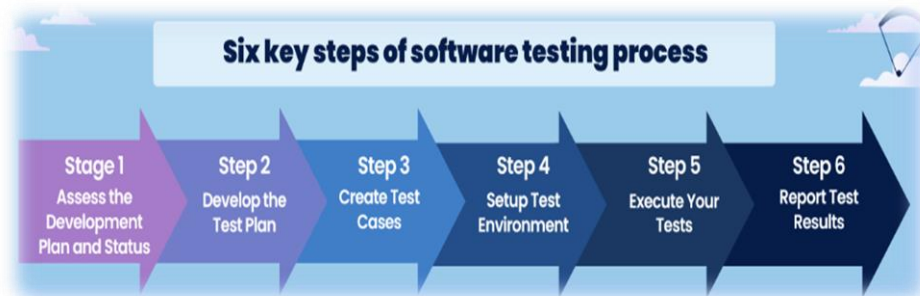 Six key steps of software testing process
Stage 1
Assess the
Development
Plan and Status
Step 2
Develop the
Test Plan
Step 3
Create Test
Cases
Step 4
Setup Test
Environment
Step 5
Execute Your
Tests
Step 6
Report Test
Results